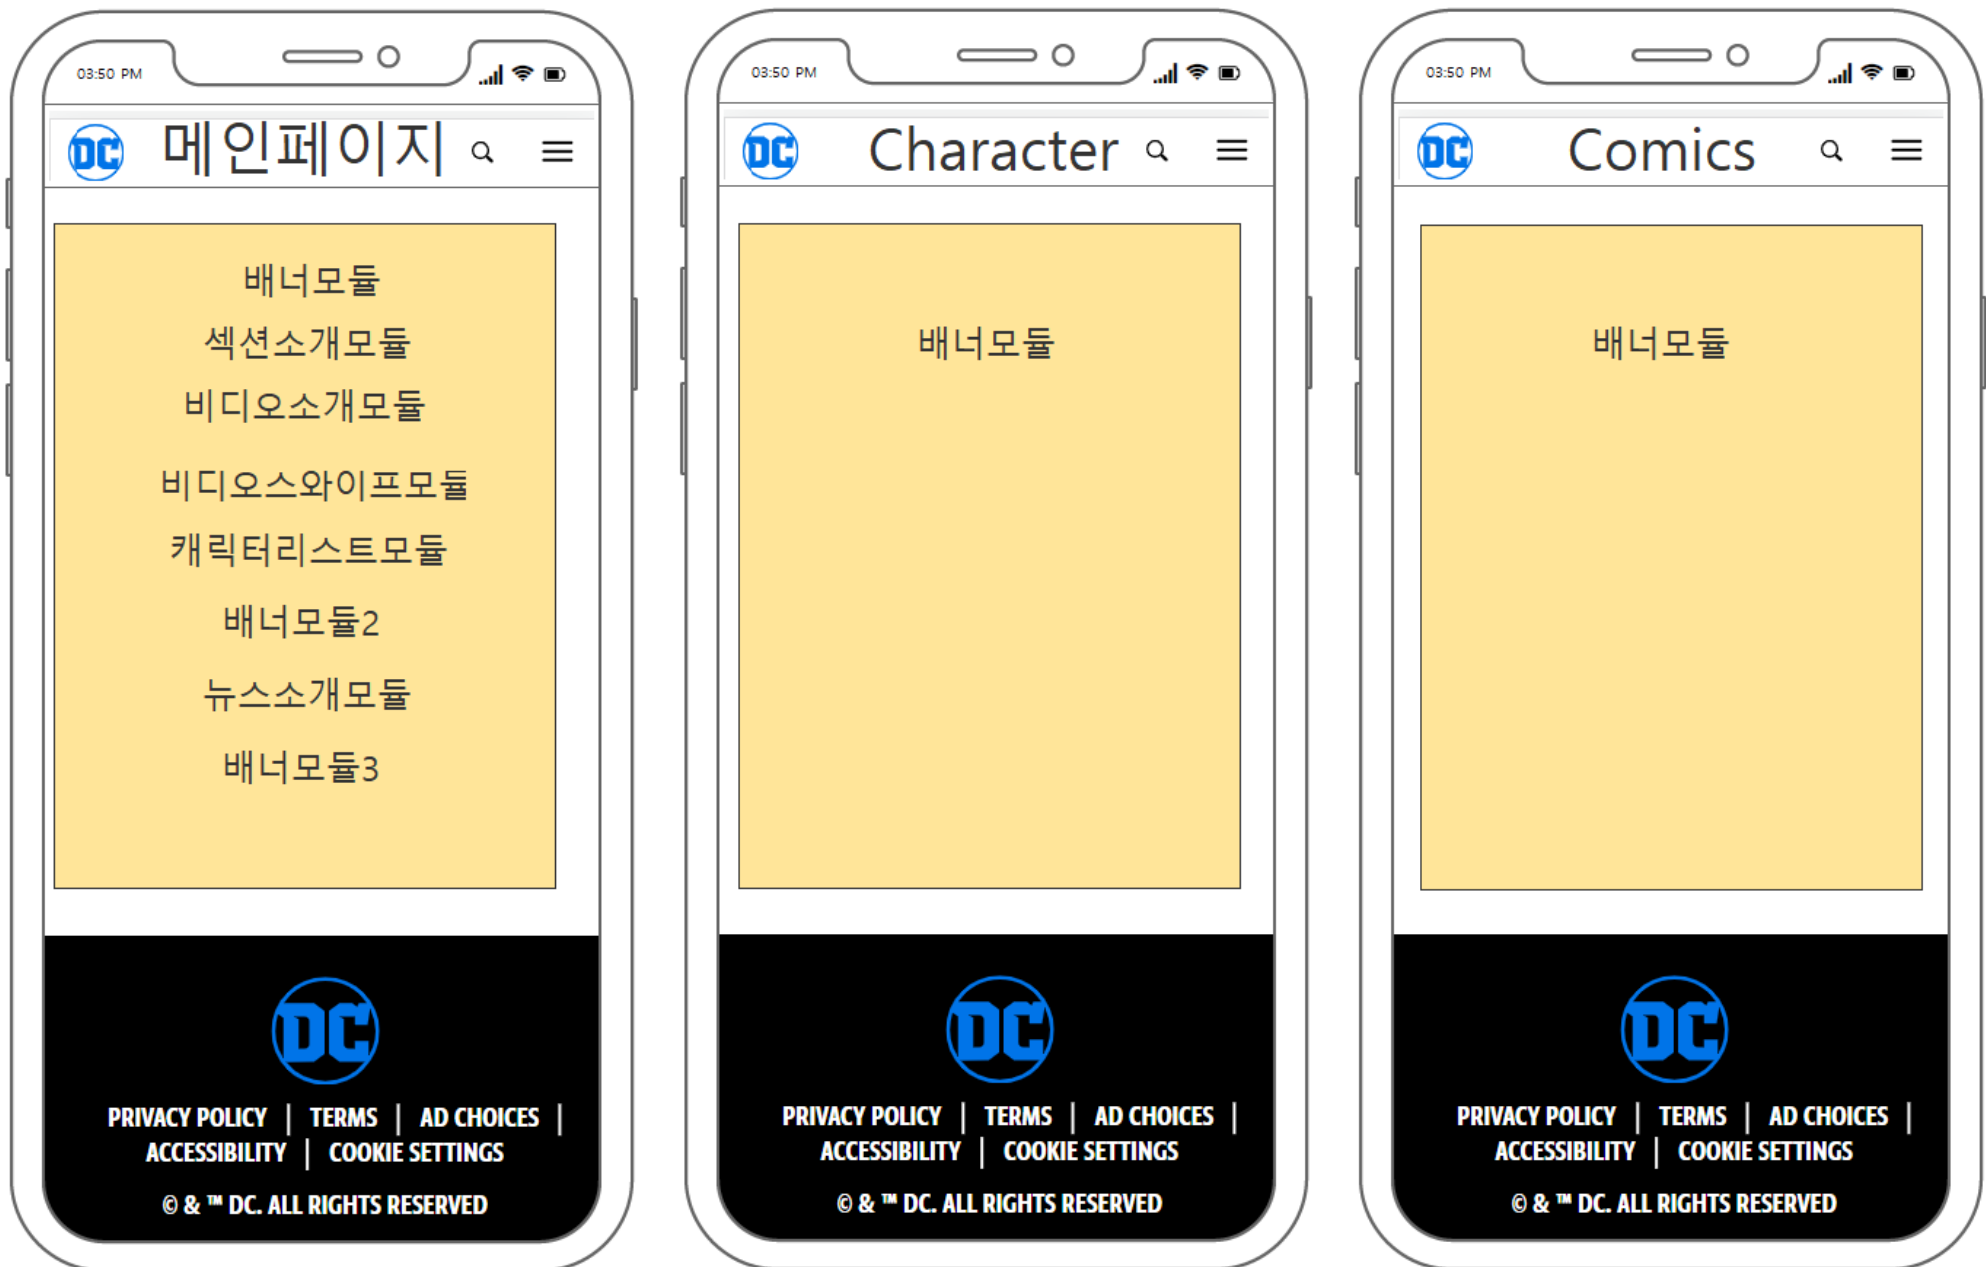 03:50 PM
DC 메인페이지
배너모듈
섹션소개모듈
비디오소개모듈
비디오스와이프모듈
캐릭터리스트모듈
배너모듈2
뉴스소개모듈
배너모듈3
DC
PRIVACY POLICY | TERMS | AD CHOICES |
ACCESSIBILITY | COOKIE SETTINGS
© & ™ DC. ALL RIGHTS RESERVED
03:50 PM
DC Character
배너모듈
DC
PRIVACY POLICY | TERMS | AD CHOICES |
ACCESSIBILITY | COOKIE SETTINGS
© & ™ DC. ALL RIGHTS RESERVED
03:50 PM
DC Comics
배너모듈
DC
PRIVACY POLICY | TERMS | AD CHOICES |
ACCESSIBILITY | COOKIE SETTINGS
© & ™ DC. ALL RIGHTS RESERVED